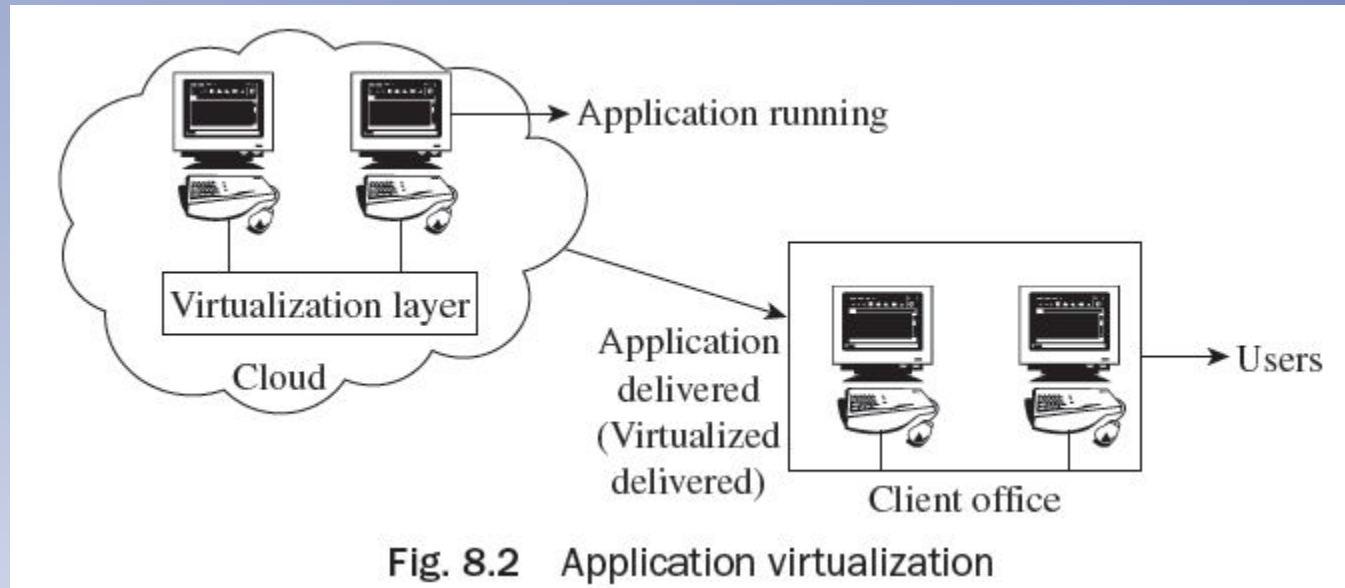 Application running
Virtualization layer
Cloud
Application
delivered
(Virtualized
delivered)
Users
Client office
Fig. 8.2 Application virtualization